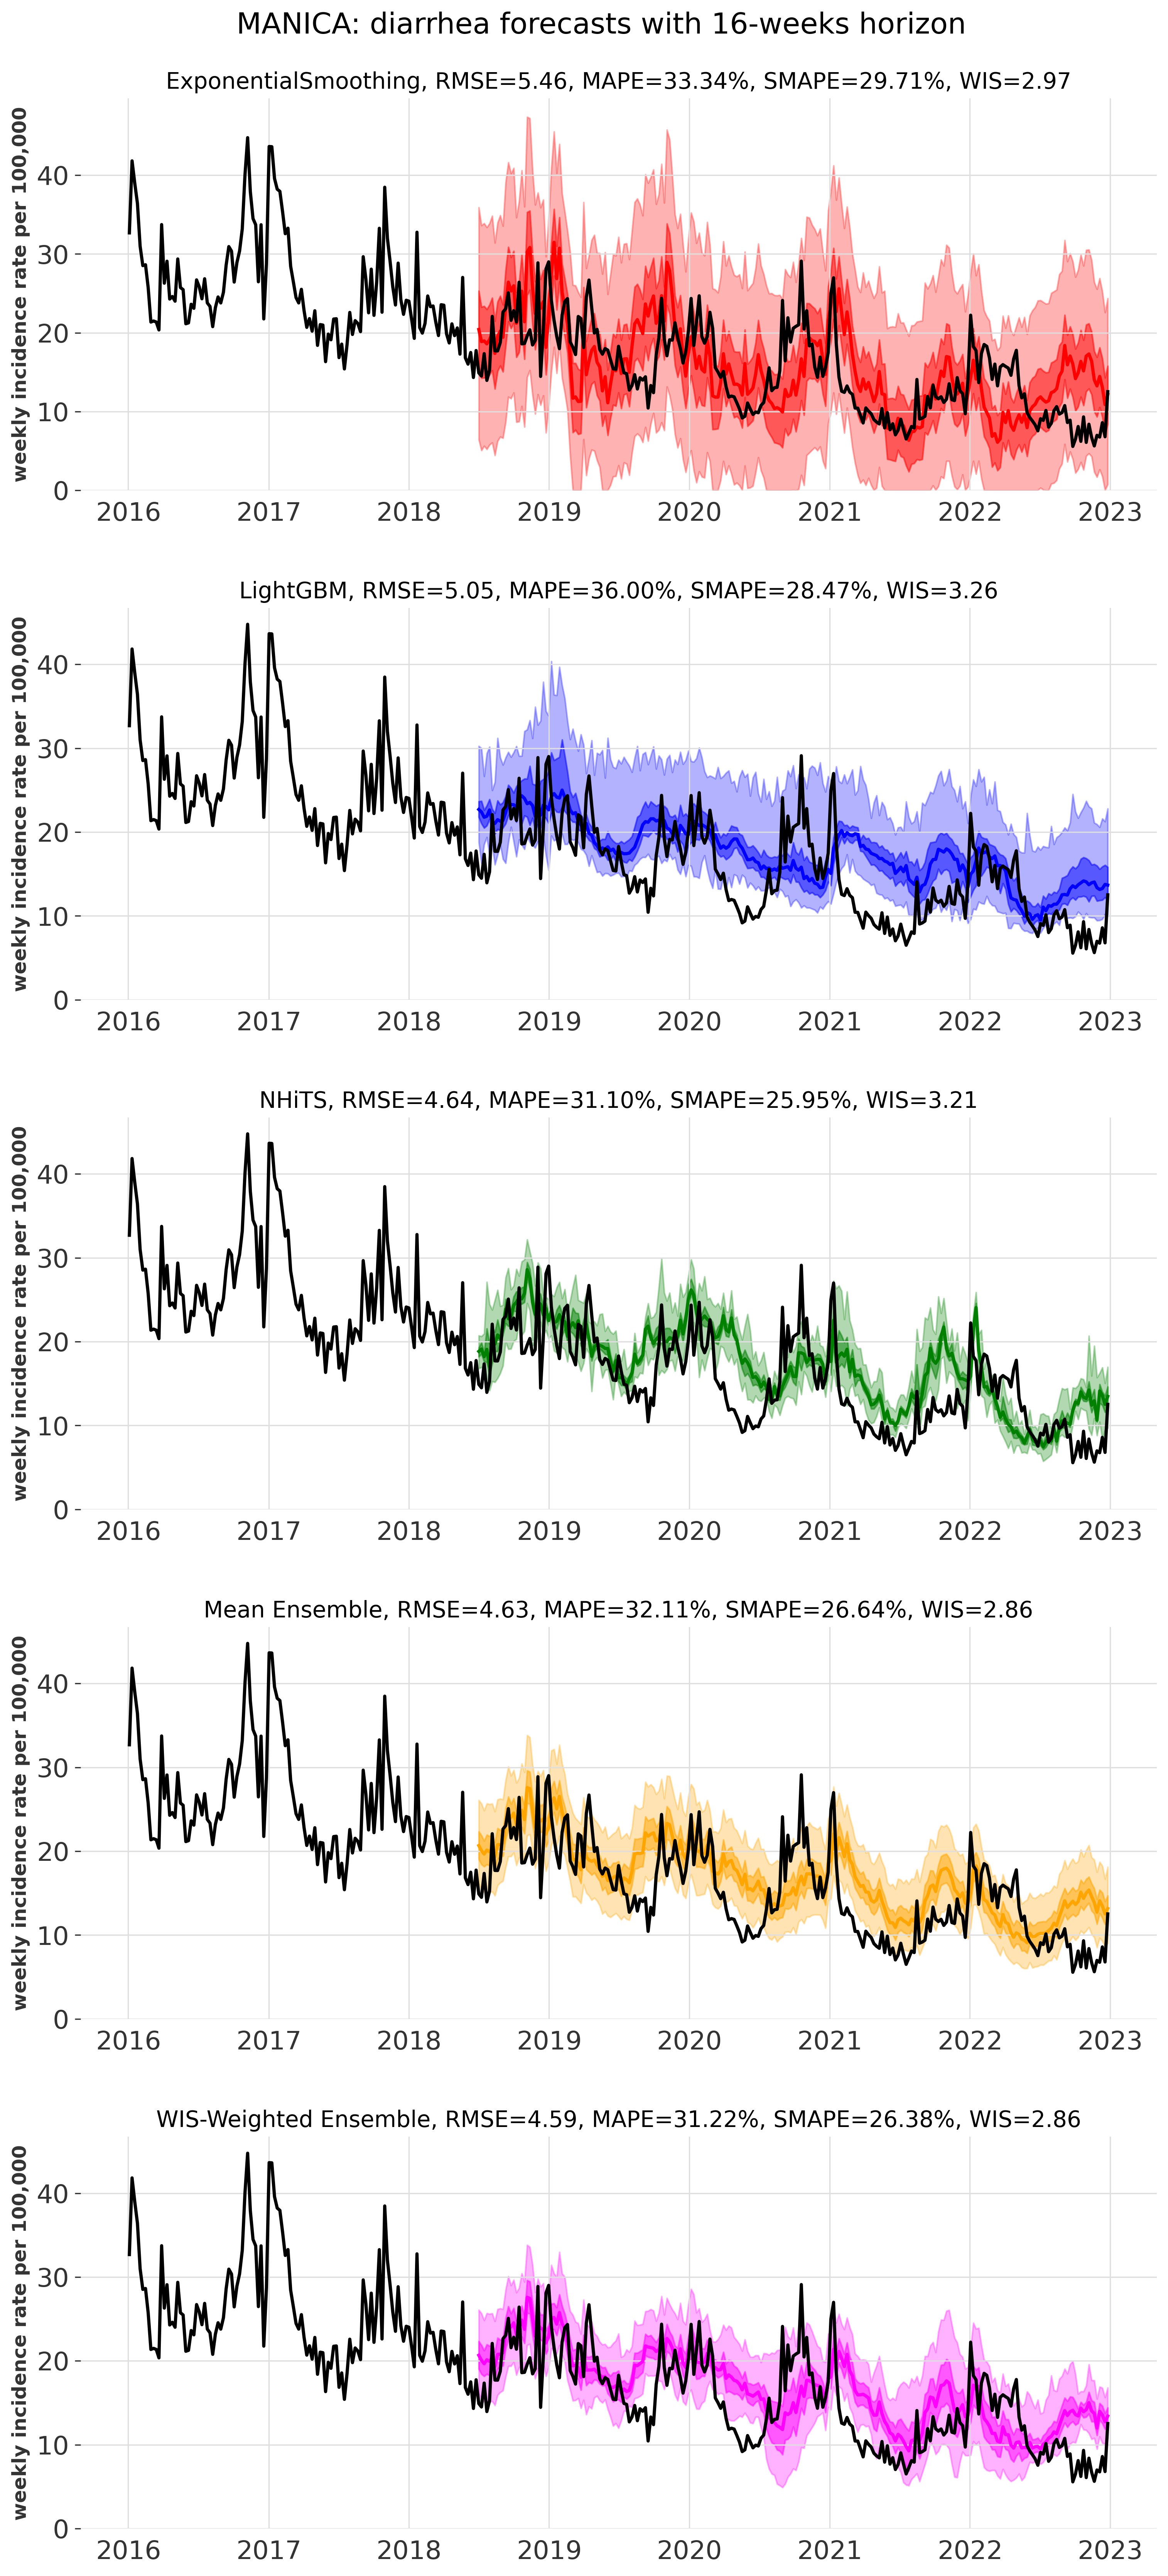 MANICA: diarrhea forecasts with 16-weeks horizon
ExponentialSmoothing, RMSE=5.46, MAPE=33.34%, SMAPE=29.71%, WIS=2.97
weekly incidence rate per 100,000
40
30
20
10
0
2016 2017 2018 2019 2020 2021 2022 2023
LightGBM, RMSE=5.05, MAPE=36.00%, SMAPE=28.47%, WIS=3.26
weekly incidence rate per 100,000
40
30
20
10
0
2016 2017 2018 2019 2020 2021 2022 2023
NHiTS, RMSE=4.64, MAPE=31.10%, SMAPE=25.95%, WIS=3.21
weekly incidence rate per 100,000
40
30
20
10
0
2016 2017 2018 2019 2020 2021 2022 2023
Mean Ensemble, RMSE=4.63, MAPE=32.11%, SMAPE=26.64%, WIS=2.86
weekly incidence rate per 100,000
40
30
20
10
0
2016 2017 2018 2019 2020 2021 2022 2023
WIS-Weighted Ensemble, RMSE=4.59, MAPE=31.22%, SMAPE=26.38%, WIS=2.86
weekly incidence rate per 100,000
40
30
20
10
0
2016 2017 2018 2019 2020 2021 2022 2023